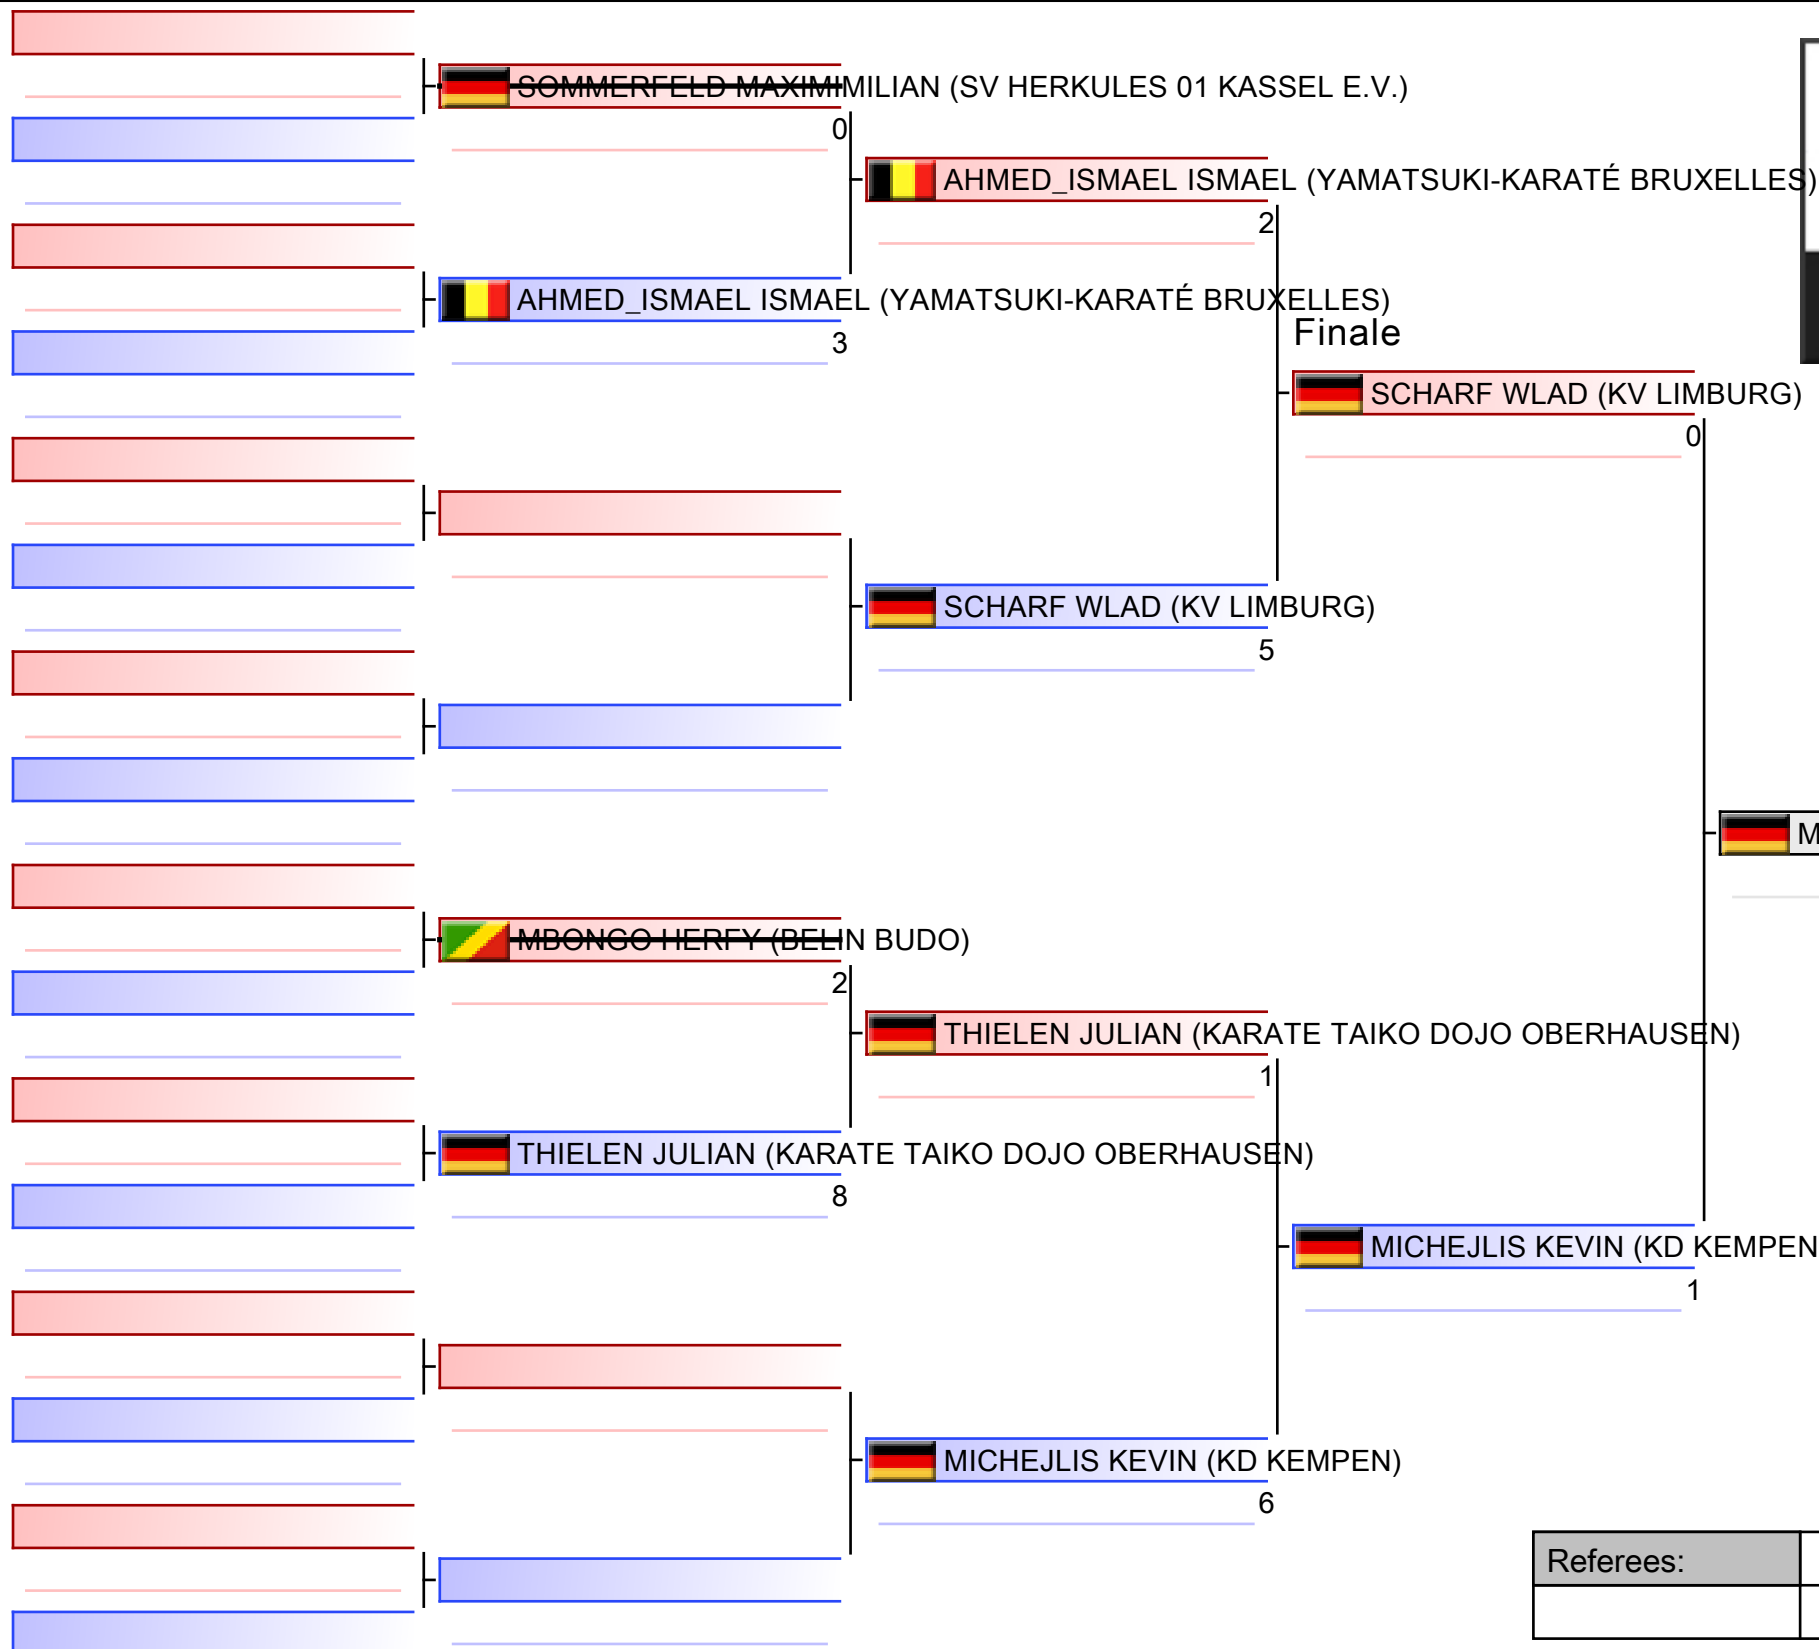 SOMMERFELD MAXIMIMILIAN (SV HERKULES 01 KASSEL E.V.)
0
AHMED_ISMAEL ISMAEL (YAMATSUKI-KARATÉ BRUXELLES)
2
AHMED_ISMAEL ISMAEL (YAMATSUKI-KARATÉ BRUXELLES)
3
Finale
SCHARF WLAD (KV LIMBURG)
0
SCHARF WLAD (KV LIMBURG)
5
M
MBONGO HERFY (BELIN BUDO)
2
THIELEN JULIAN (KARATE TAIKO DOJO OBERHAUSEN)
1
THIELEN JULIAN (KARATE TAIKO DOJO OBERHAUSEN)
8
MICHEJLIS KEVIN (KD KEMPEN
1
MICHEJLIS KEVIN (KD KEMPEN)
6
Referees: